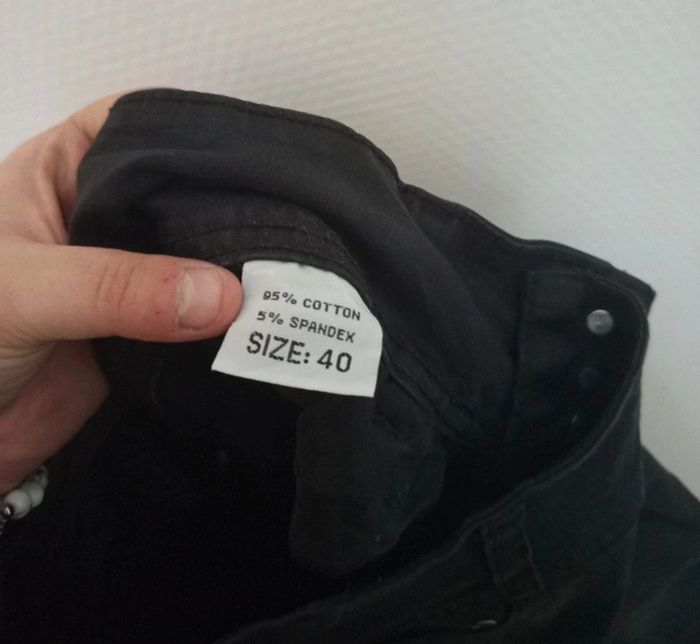 95% COTTON
5% SPANDEX
SIZE: 40